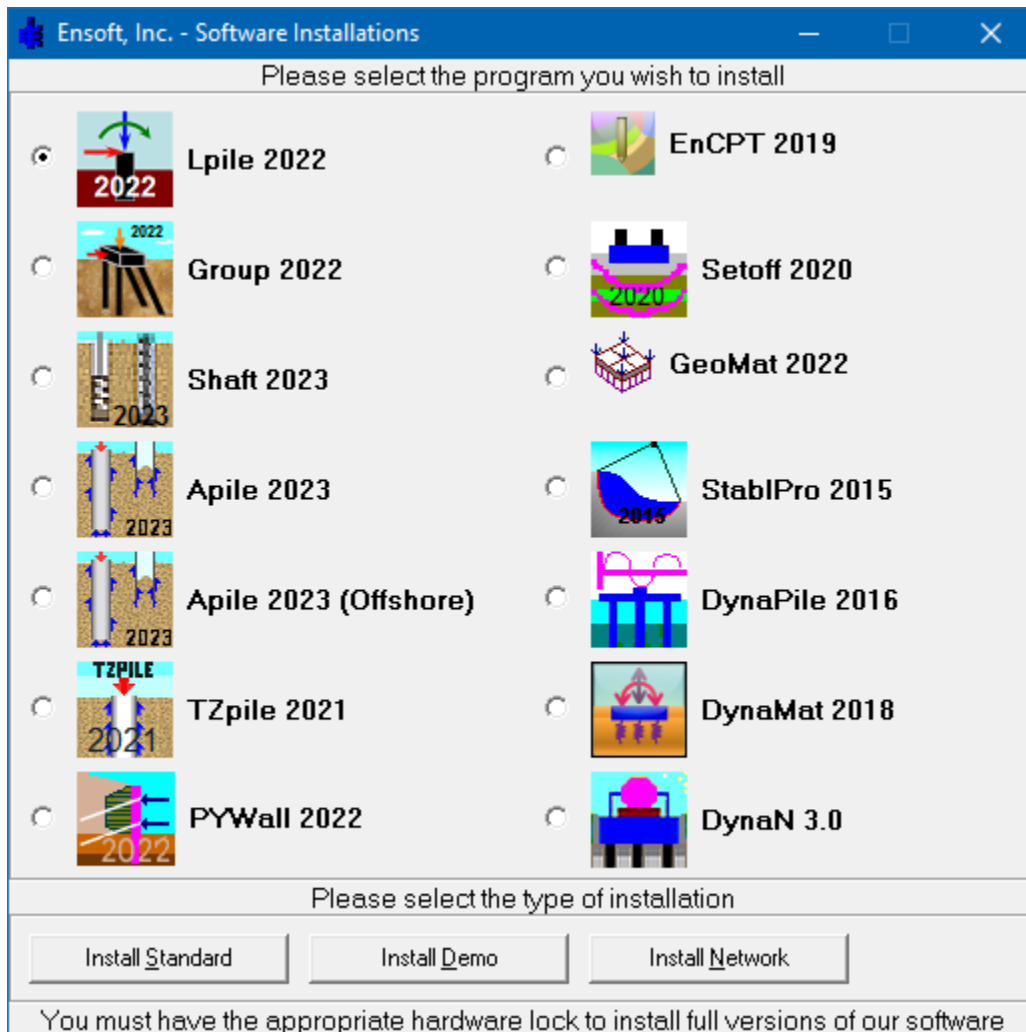 Ensoft, Inc. - Software Installations
Please select the program you wish to install
2022
Lpile 2022
EnCPT 2019
2022
Group 2022
2020
Setoff 2020
2023
Shaft 2023
GeoMat 2022
2023
Apile 2023
2015
StablPro 2015
2023
Apile 2023 (Offshore)
DynaPile 2016
TZPILE
2021
TZpile 2021
DynaMat 2018
2022
PYWall 2022
DynaN 3.0
Please select the type of installation
Install Standard
Install Demo
Install Network
You must have the appropriate hardware lock to install full versions of our software